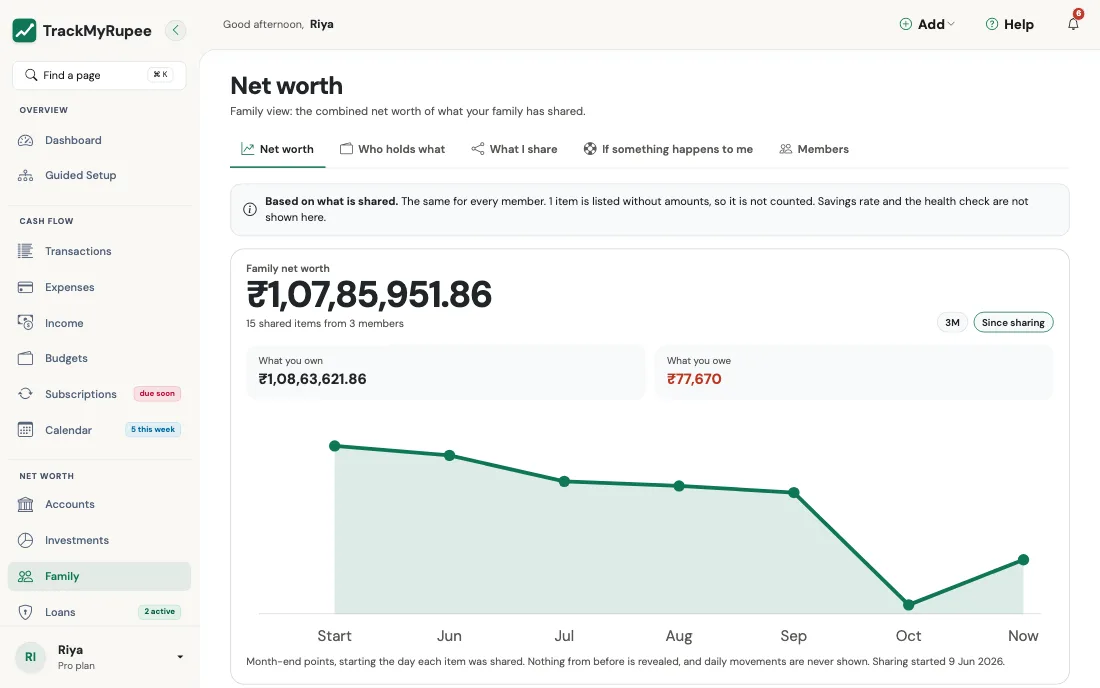 TrackMyRupee
Find a page
⌘ K
OVERVIEW
Dashboard
Guided Setup
CASH FLOW
Transactions
Expenses
Income
Budgets
Subscriptions due soon
Calendar 5 this week
NET WORTH
Accounts
Investments
Family
Loans 2 active
RI
Riya
Pro plan
Good afternoon, Riya
Add
Help
6
Net worth
Family view: the combined net worth of what your family has shared.
Net worth Who holds what What I share If something happens to me Members
Based on what is shared. The same for every member. 1 item is listed without amounts, so it is not counted. Savings rate and the health check are not
shown here.
Family net worth
₹1,07,85,951.86
15 shared items from 3 members
3M Since sharing
What you own
₹1,08,63,621.86
What you owe
₹77,670
Start Jun Jul Aug Sep Oct Now
Month-end points, starting the day each item was shared. Nothing from before is revealed, and daily movements are never shown. Sharing started 9 Jun 2026.